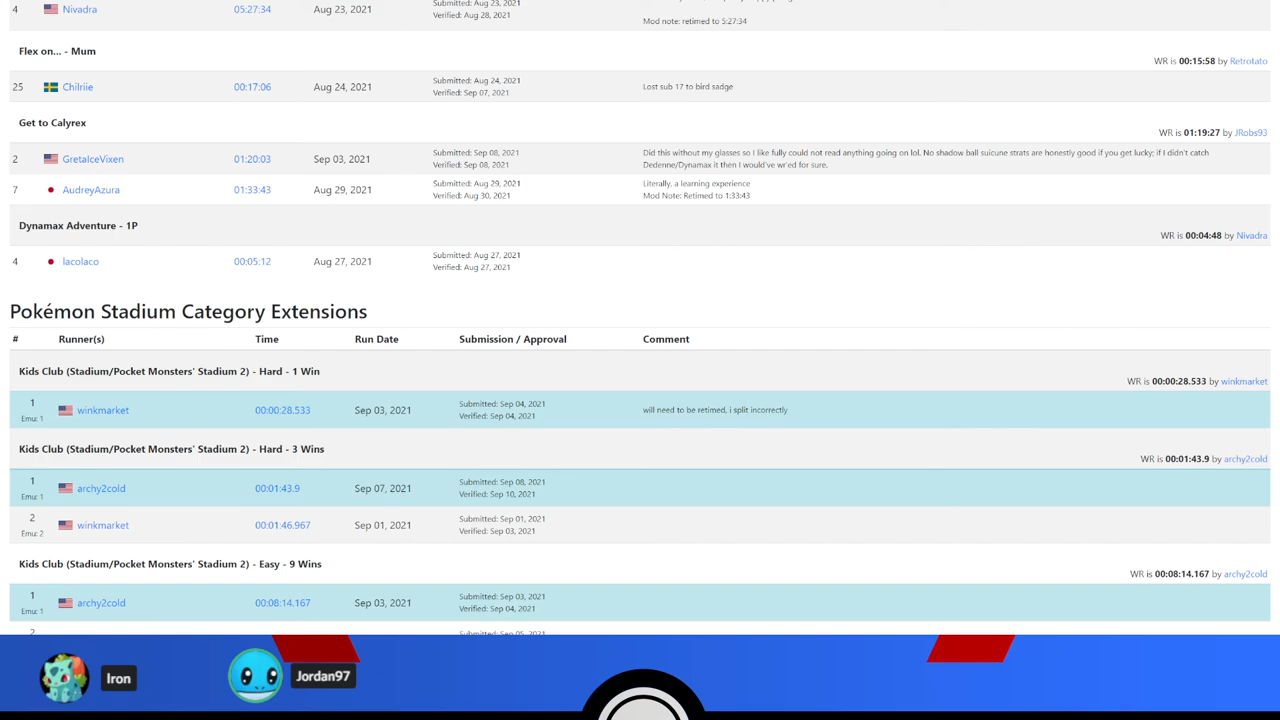 Submitted: Aug 23, 2021
4 Nivadra 05:27:34 Aug 23, 2021
Verified: Aug 28, 2021
Mod note: retimed to 5:27:34
Flex on... - Mum
WR is 00:15:58 by Retrotato
25 Chilriie 00:17:06 Aug 24, 2021
Submitted: Aug 24, 2021
Verified: Sep 07, 2021
Lost sub 17 to bird sadge
Get to Calyrex
WR is 01:19:27 by JRobs93
2 GretaIceVixen 01:20:03 Sep 03, 2021
Submitted: Sep 08, 2021
Verified: Sep 08, 2021
Did this without my glasses so I like fully could not read anything going on lol. No shadow ball suicune strats are honestly good if you get lucky; if I didn't catch
Dedenne/Dynamax it then I would've wr'ed for sure.
7 AudreyAzura 01:33:43 Aug 29, 2021
Submitted: Aug 29, 2021
Verified: Aug 30, 2021
Literally, a learning experience
Mod Note: Retimed to 1:33:43
Dynamax Adventure - 1P
WR is 00:04:48 by Nivadra
4 lacolaco 00:05:12 Aug 27, 2021
Submitted: Aug 27, 2021
Verified: Aug 27, 2021
Pokémon Stadium Category Extensions
# Runner(s) Time Run Date Submission / Approval Comment
Kids Club (Stadium/Pocket Monsters' Stadium 2) - Hard - 1 Win
WR is 00:00:28.533 by winkmarket
1 winkmarket 00:00:28.533 Sep 03, 2021
Emu: 1
Submitted: Sep 04, 2021
Verified: Sep 04, 2021
will need to be retimed, i split incorrectly
Kids Club (Stadium/Pocket Monsters' Stadium 2) - Hard - 3 Wins
WR is 00:01:43.9 by archy2cold
1 archy2cold 00:01:43.9 Sep 07, 2021
Emu: 1
Submitted: Sep 08, 2021
Verified: Sep 10, 2021
2 winkmarket 00:01:46.967 Sep 01, 2021
Emu: 2
Submitted: Sep 01, 2021
Verified: Sep 03, 2021
Kids Club (Stadium/Pocket Monsters' Stadium 2) - Easy - 9 Wins
WR is 00:08:14.167 by archy2cold
1 archy2cold 00:08:14.167 Sep 03, 2021
Emu: 1
Submitted: Sep 03, 2021
Verified: Sep 04, 2021
2
Submitted: Sep 05, 2021
Iron
Jordan97